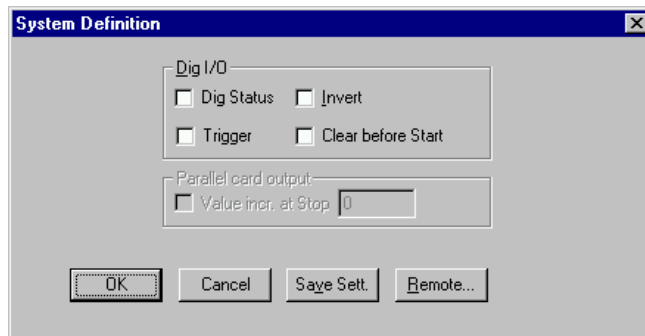 System Definition
Dig I/O
Dig Status Invert
Trigger Clear before Start
Parallel card output
Value incr. at Stop 0
OK Cancel Save Sett. Remote...